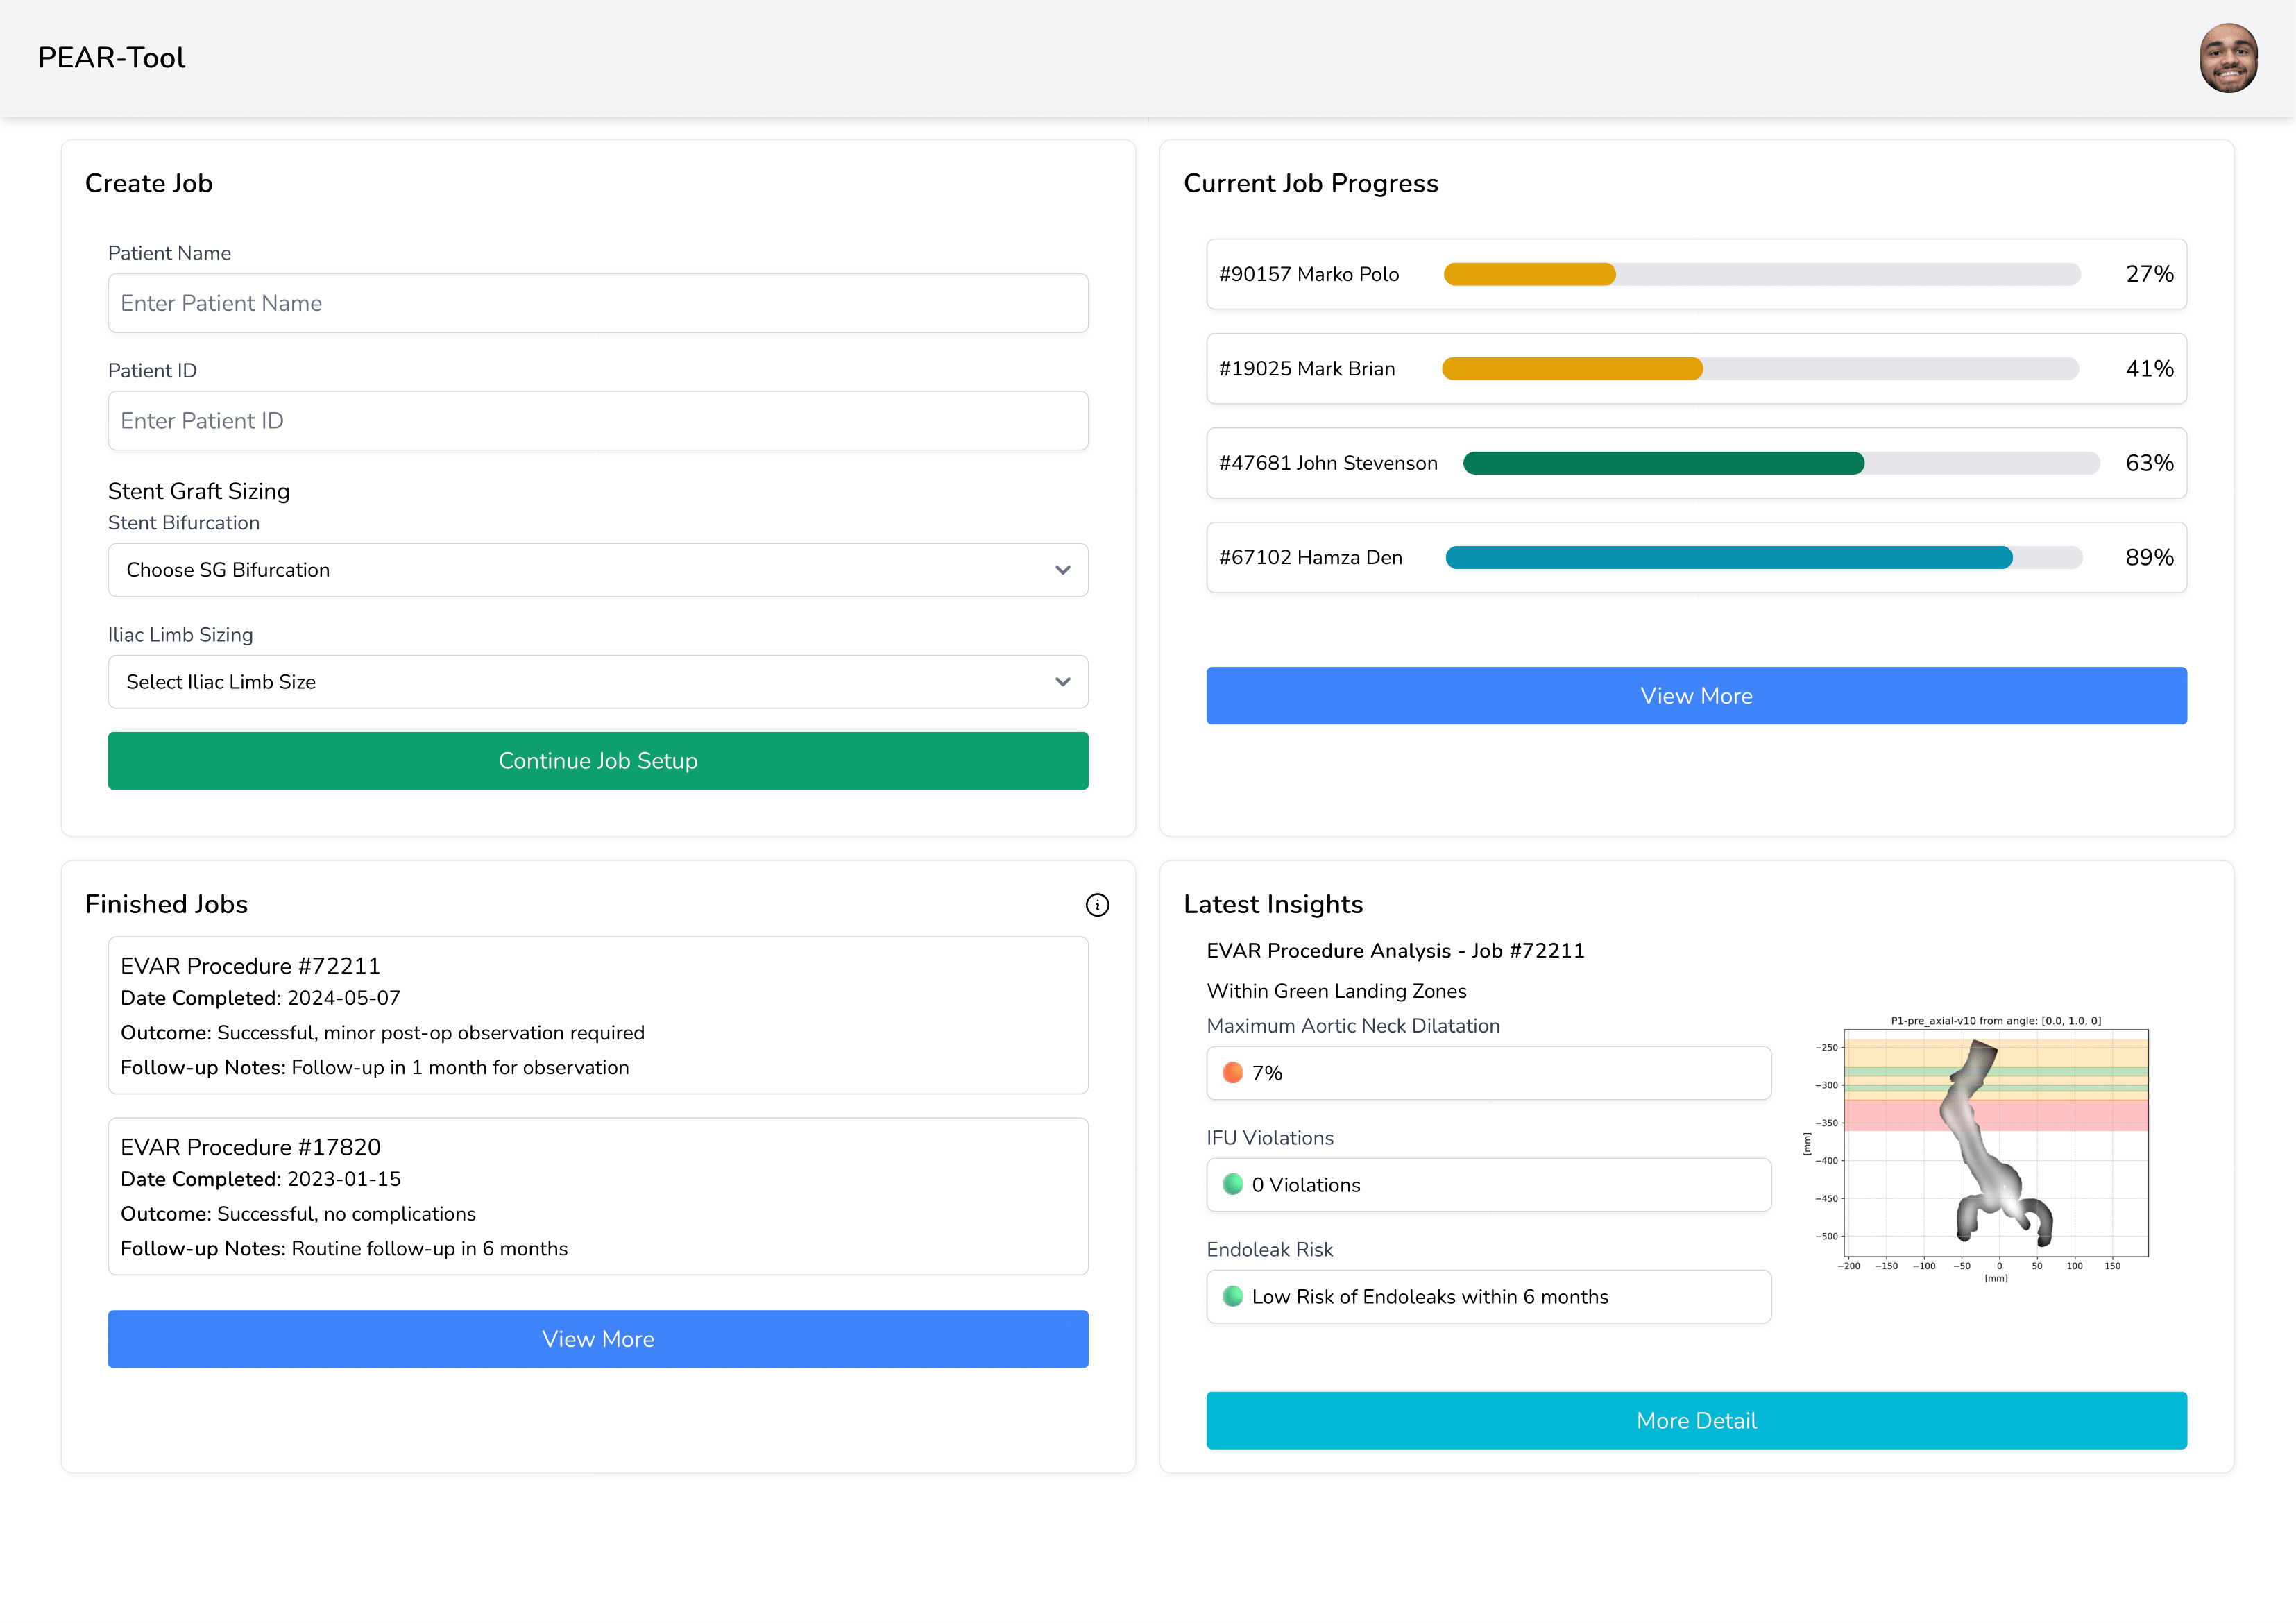 PEAR-Tool
Create Job
Patient Name
Enter Patient Name
Patient ID
Enter Patient ID
Stent Graft Sizing
Stent Bifurcation
Choose SG Bifurcation
Iliac Limb Sizing
Select Iliac Limb Size
Continue Job Setup
Current Job Progress
#90157 Marko Polo 27%
#19025 Mark Brian 41%
#47681 John Stevenson 63%
#67102 Hamza Den 89%
View More
Finished Jobs
EVAR Procedure #72211
Date Completed: 2024-05-07
Outcome: Successful, minor post-op observation required
Follow-up Notes: Follow-up in 1 month for observation
EVAR Procedure #17820
Date Completed: 2023-01-15
Outcome: Successful, no complications
Follow-up Notes: Routine follow-up in 6 months
View More
Latest Insights
EVAR Procedure Analysis - Job #72211
Within Green Landing Zones
Maximum Aortic Neck Dilatation
7%
IFU Violations
0 Violations
Endoleak Risk
Low Risk of Endoleaks within 6 months
P1-pre_axial-v10 from angle: [0.0, 1.0, 0]
−250
−300
−350
−400
−450
−500
[mm]
−200 −150 −100 −50 0 50 100 150
[mm]
More Detail